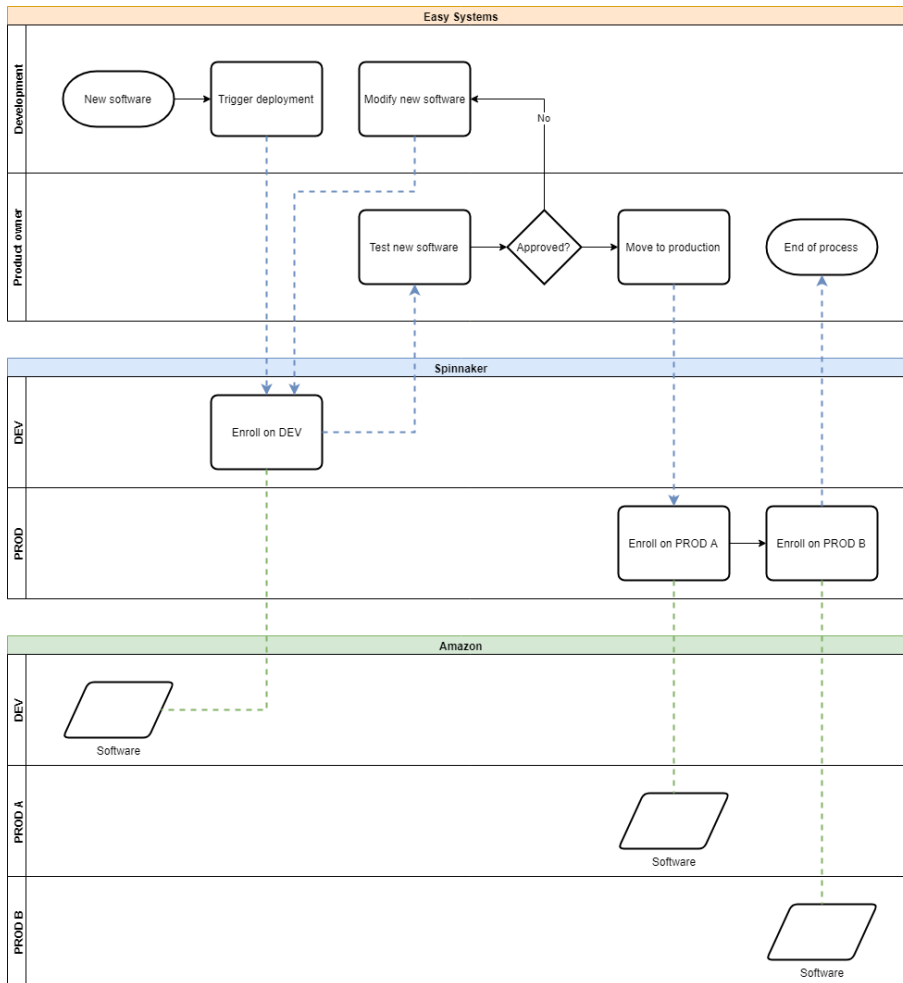 Easy Systems
Development
New software
Trigger deployment
Modify new software
No
Product owner
Test new software
Approved?
Move to production
End of process
Spinnaker
DEV
Enroll on DEV
PROD
Enroll on PROD A
Enroll on PROD B
Amazon
DEV
Software
PROD A
Software
PROD B
Software